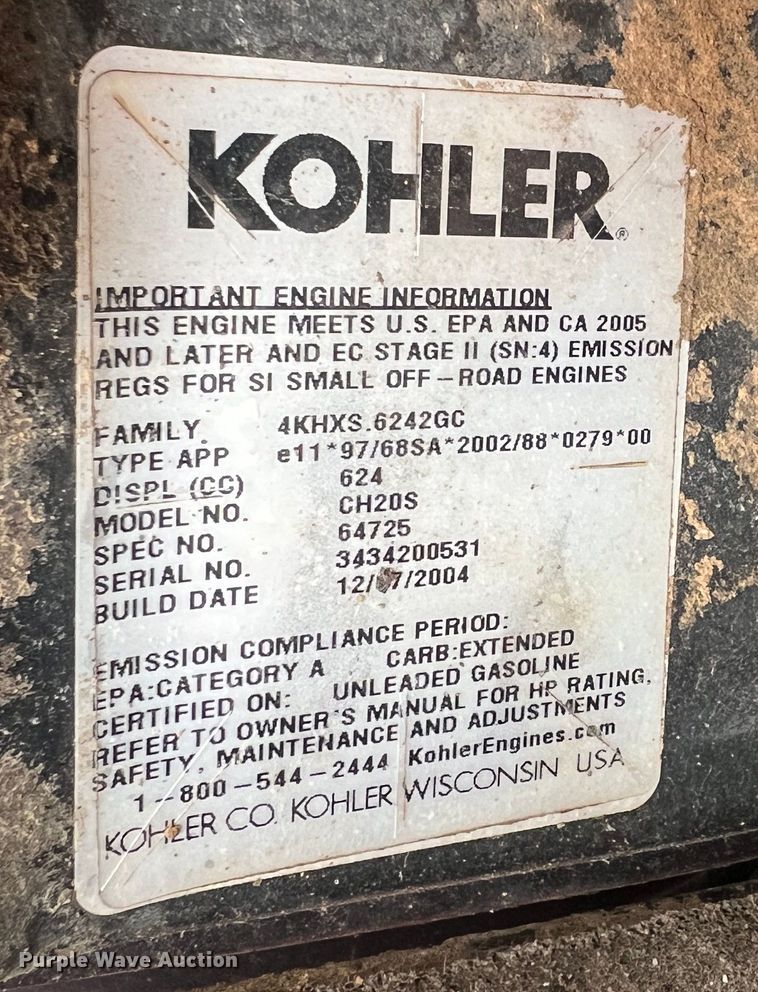 KOHLER®
IMPORTANT ENGINE INFORMATION
THIS ENGINE MEETS U.S. EPA AND CA 2005
AND LATER AND EC STAGE II (SN:4) EMISSION
REGS FOR SI SMALL OFF-ROAD ENGINES
FAMILY 4KHXS.6242GC
TYPE APP e11*97/68SA*2002/88*0279*00
DISPL (CC) 624
MODEL NO. CH20S
SPEC NO. 64725
SERIAL NO. 3434200531
BUILD DATE
EMISSION COMPLIANCE PERIOD:
EPA:CATEGORY A CARB:EXTENDED
CERTIFIED ON: UNLEADED GASOLINE
REFER TO OWNER'S MANUAL FOR HP RATING,
SAFETY, MAINTENANCE AND ADJUSTMENTS
1-800-544-2444 KohlerEngines.com
KOHLER CO. KOHLER WISCONSIN USA
Purple Wave Auction